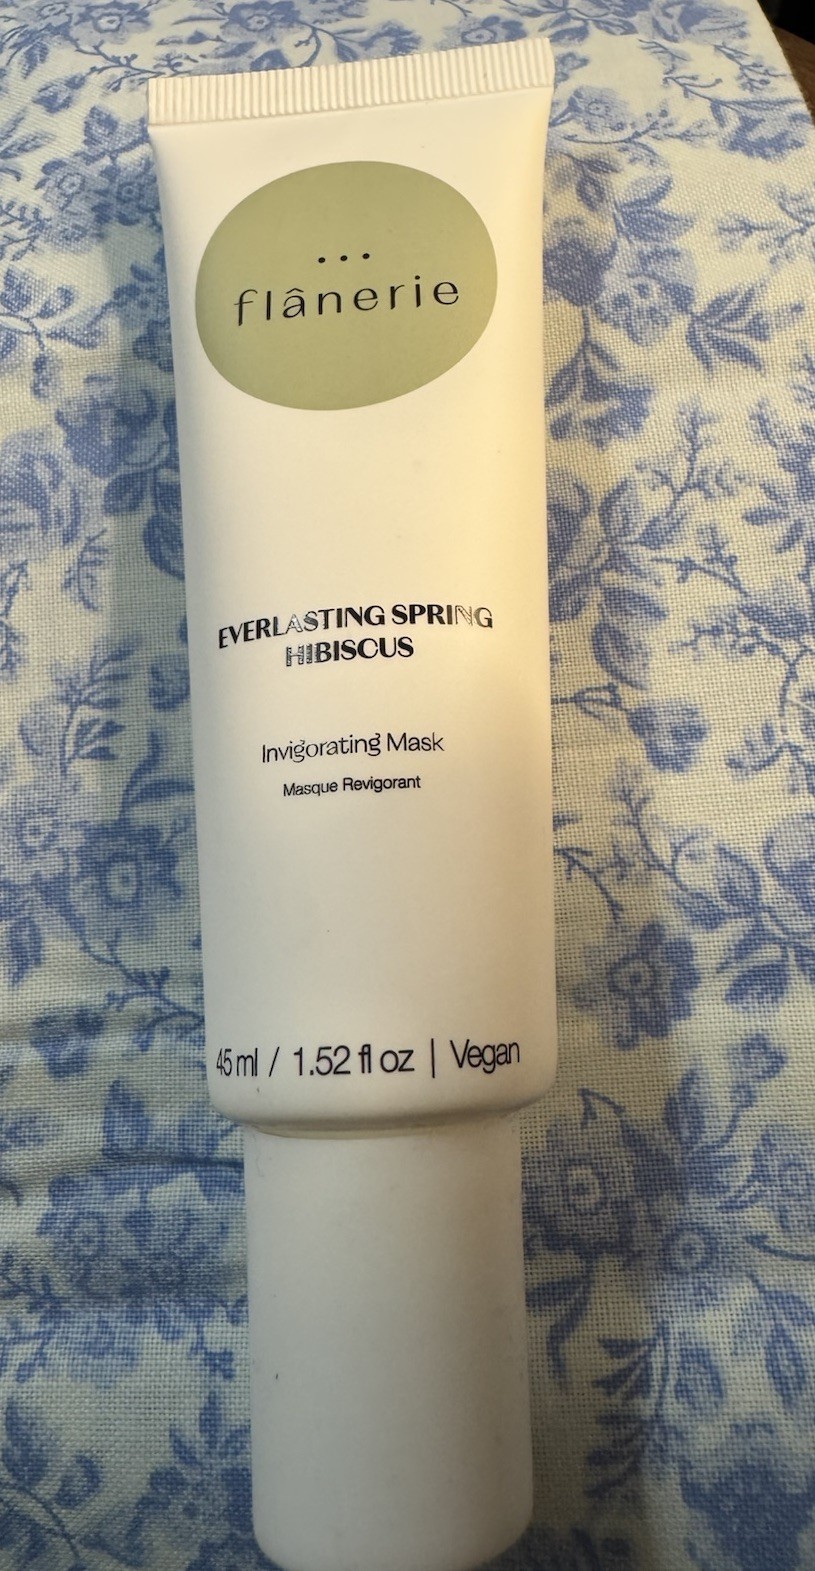 flânerie
EVERLASTING SPRING
HIBISCUS
Invigorating Mask
Masque Revigorant
45 ml / 1.52 fl oz | Vegan